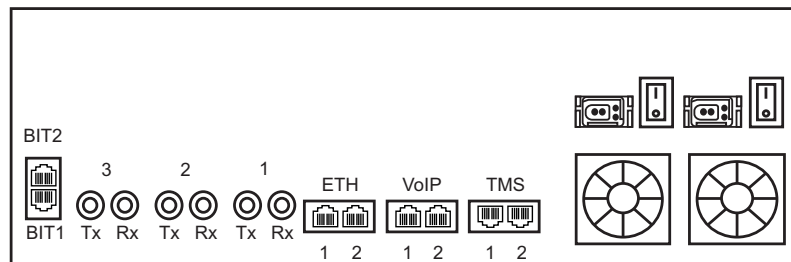 BIT2
3 2 1
ETH VoIP TMS
BIT1 Tx Rx Tx Rx Tx Rx
1 2 1 2 1 2